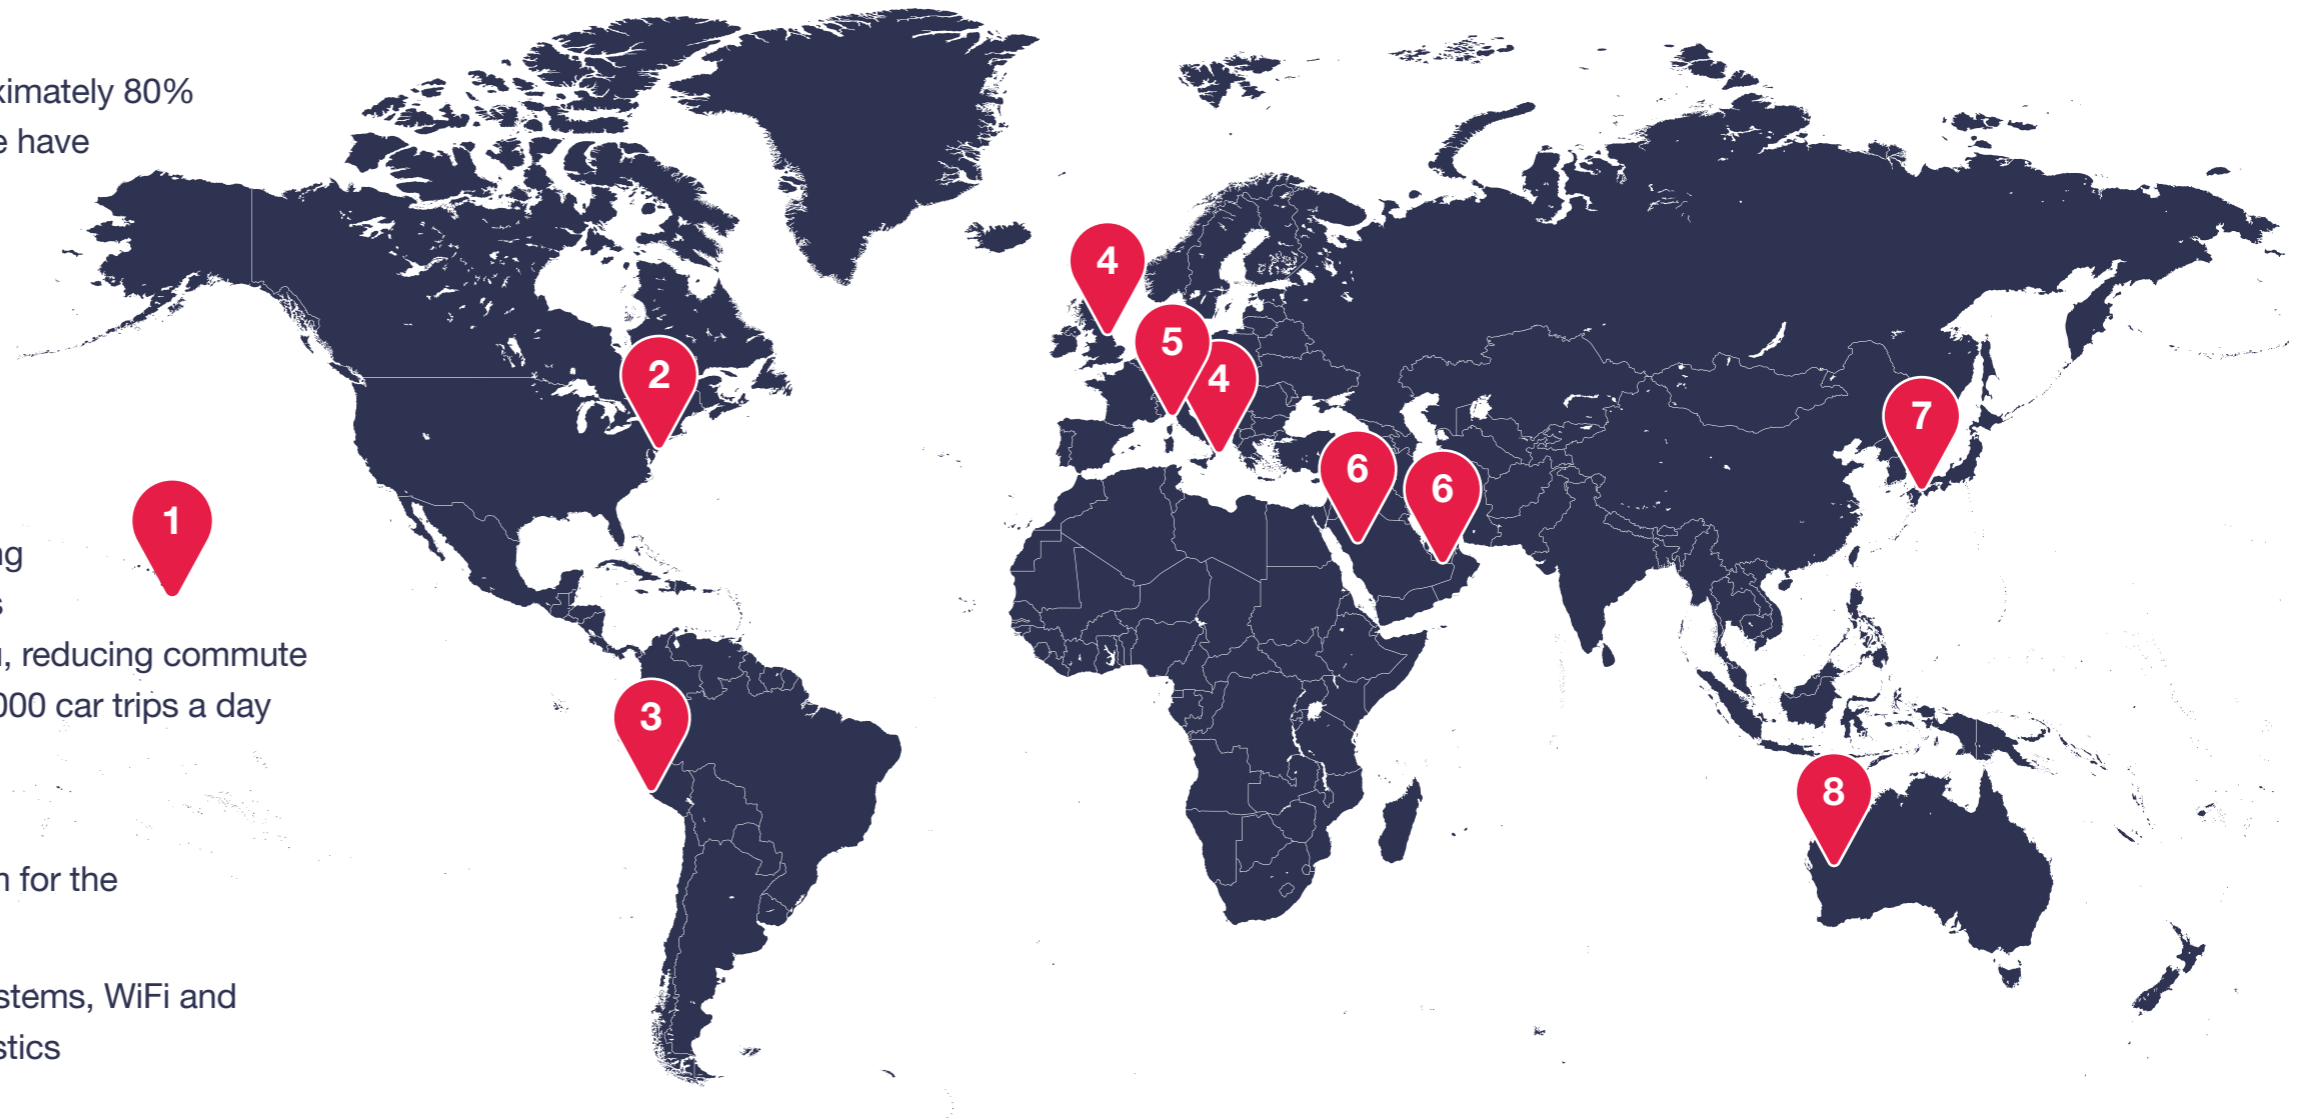 ximately 80%
e have
ng
s
, reducing commute
000 car trips a day
n for the
stems, WiFi and
stics
1
2
3
4
5
4
6
6
7
8